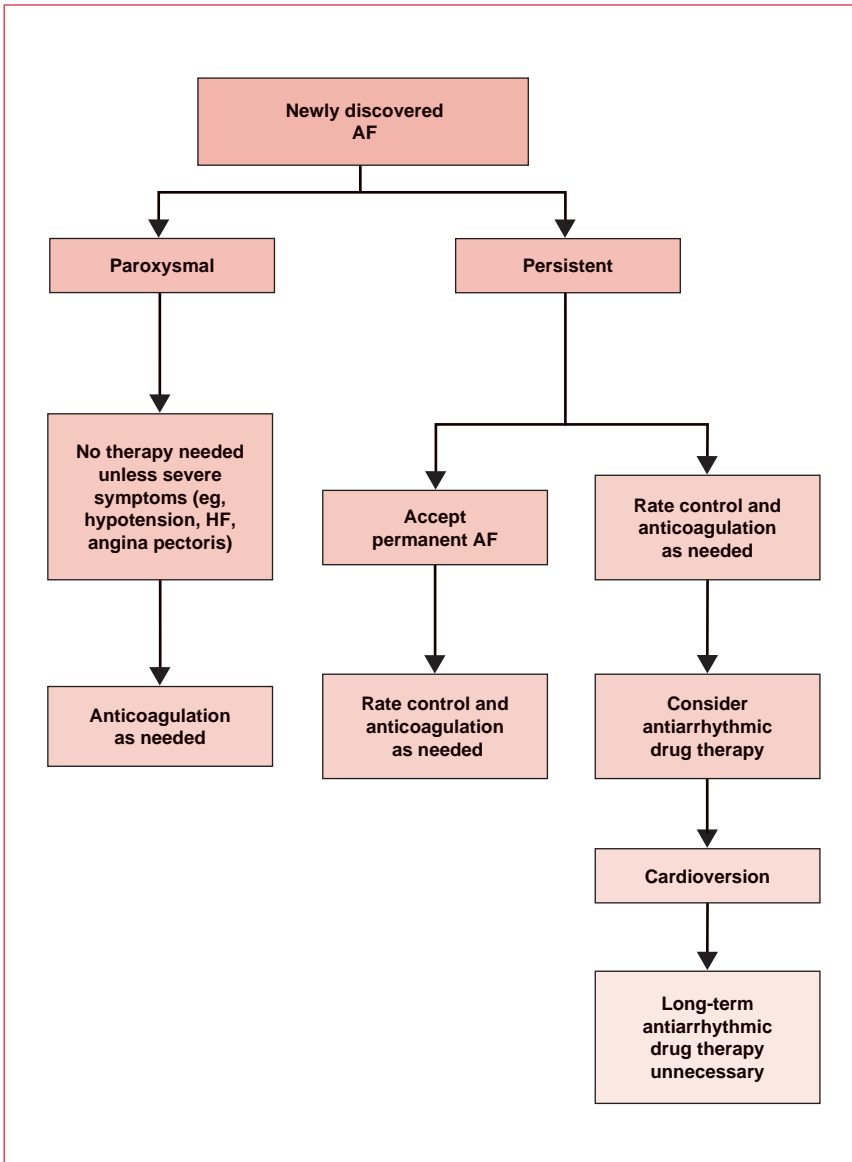 Newly discovered
AF
Paroxysmal
Persistent
No therapy needed
unless severe
symptoms (eg,
hypotension, HF,
angina pectoris)
Accept
permanent AF
Rate control and
anticoagulation
as needed
Anticoagulation
as needed
Rate control and
anticoagulation
as needed
Consider
antiarrhythmic
drug therapy
Cardioversion
Long-term
antiarrhythmic
drug therapy
unnecessary